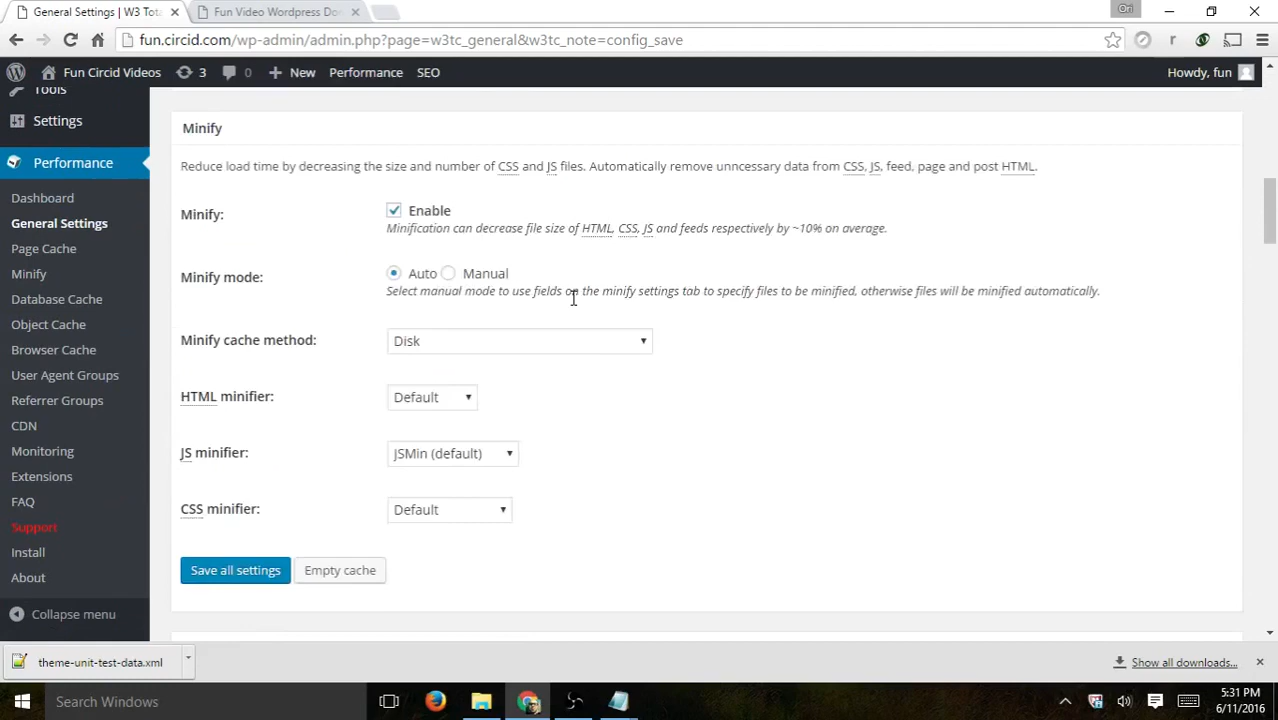 General Settings | W3 Tota
Fun Video Wordpress Do
Ori
fun.circid.com/wp-admin/admin.php?page=w3tc_general&w3tc_note=config_save
r
Fun Circid Videos
3
0
New
Performance
SEO
Howdy, fun
Tools
Settings
Performance
Dashboard
General Settings
Page Cache
Minify
Database Cache
Object Cache
Browser Cache
User Agent Groups
Referrer Groups
CDN
Monitoring
Extensions
FAQ
Support
Install
About
Collapse menu
Minify
Reduce load time by decreasing the size and number of CSS and JS files. Automatically remove unncessary data from CSS, JS, feed, page and post HTML.
Minify:
Enable
Minification can decrease file size of HTML, CSS, JS and feeds respectively by ~10% on average.
Minify mode:
Auto
Manual
Select manual mode to use fields on the minify settings tab to specify files to be minified, otherwise files will be minified automatically.
Minify cache method:
Disk
HTML minifier:
Default
JS minifier:
JSMin (default)
CSS minifier:
Default
Save all settings
Empty cache
theme-unit-test-data.xml
Show all downloads...
Search Windows
5:31 PM
6/11/2016